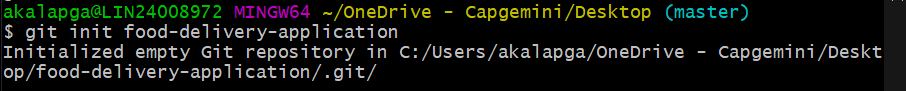 akalapga@LIN24008972 MINGW64 ~/OneDrive - Capgemini/Desktop (master)
$ git init food-delivery-application
Initialized empty Git repository in C:/Users/akalapga/OneDrive - Capgemini/Deskt
op/food-delivery-application/.git/